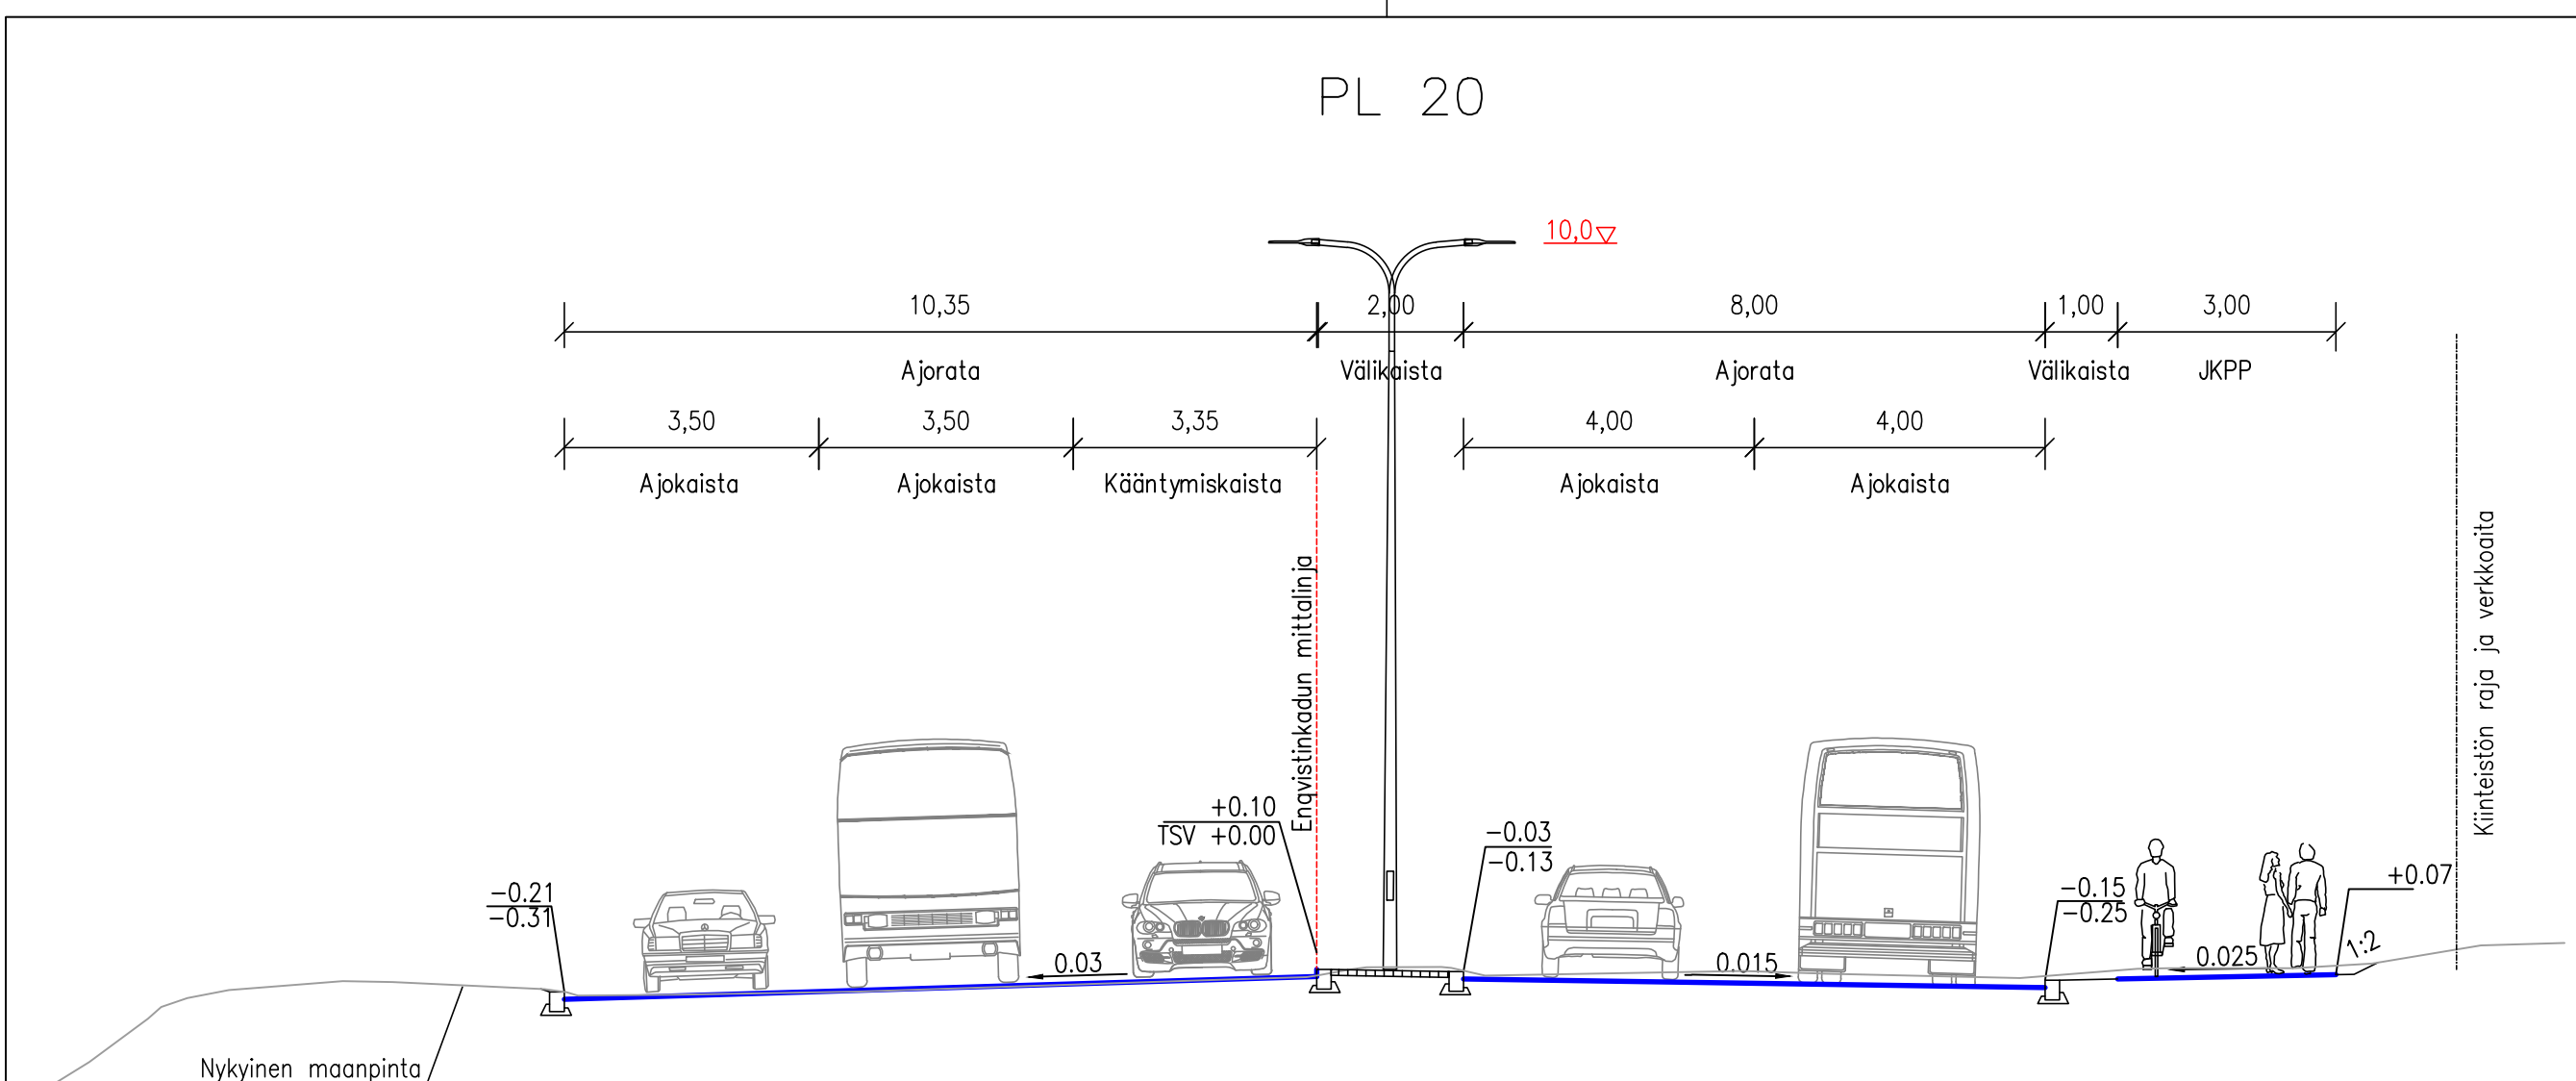 PL 20
10,0
10,35
2,00
8,00
1,00
3,00
Ajorata
Välikaista
Ajorata
Välikaista
JKPP
3,50
3,50
3,35
4,00
4,00
Ajokaista
Ajokaista
Kääntymiskaista
Ajokaista
Ajokaista
Enqvistinkadun mittalinja
Kiinteistön raja ja verkkoaita
+0.10
TSV +0.00
-0.03
-0.13
-0.21
-0.31
-0.15
-0.25
+0.07
0.03
0.015
0.025
1:2
Nykyinen maanpinta